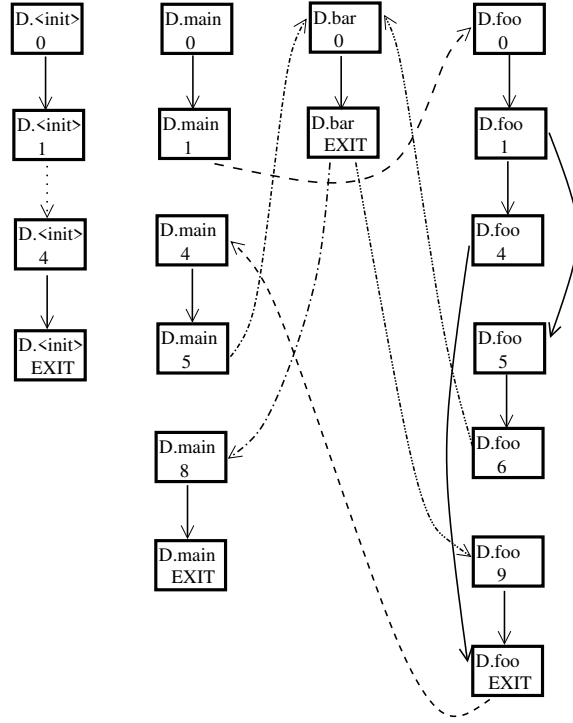 D.<init>
0
D.<init>
1
D.<init>
4
D.<init>
EXIT
D.main
0
D.main
1
D.main
4
D.main
5
D.main
8
D.main
EXIT
D.bar
0
D.bar
EXIT
D.foo
0
D.foo
1
D.foo
4
D.foo
5
D.foo
6
D.foo
9
D.foo
EXIT